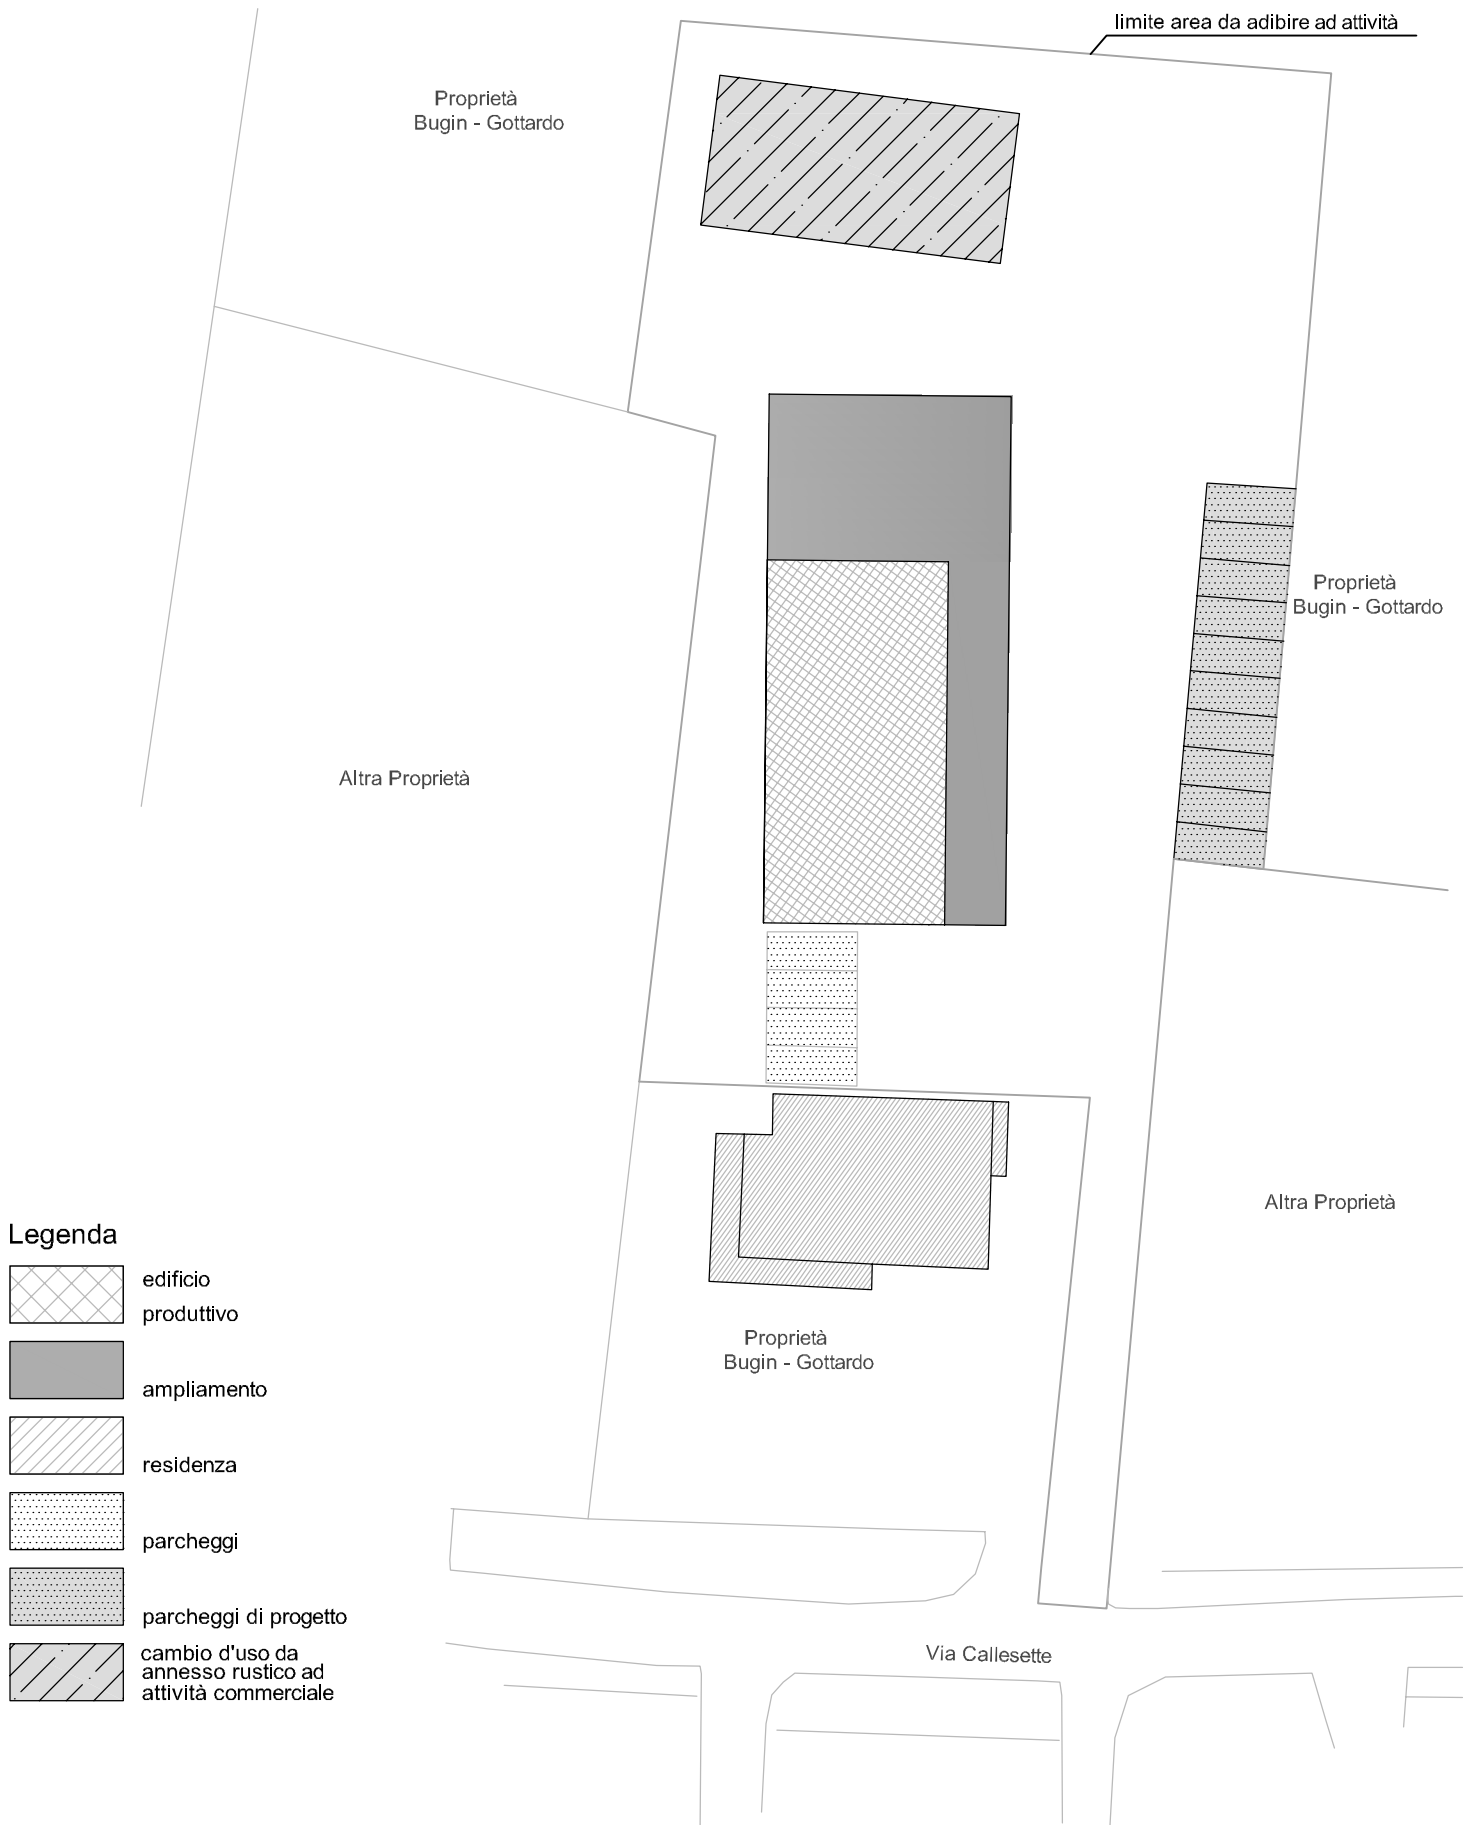 limite area da adibire ad attività
Proprietà
Bugin - Gottardo
Proprietà
Bugin - Gottardo
Altra Proprietà
Altra Proprietà
Proprietà
Bugin - Gottardo
Via Callesette
Legenda
edificio
produttivo
ampliamento
residenza
parcheggi
parcheggi di progetto
cambio d'uso da
annesso rustico ad
attività commerciale